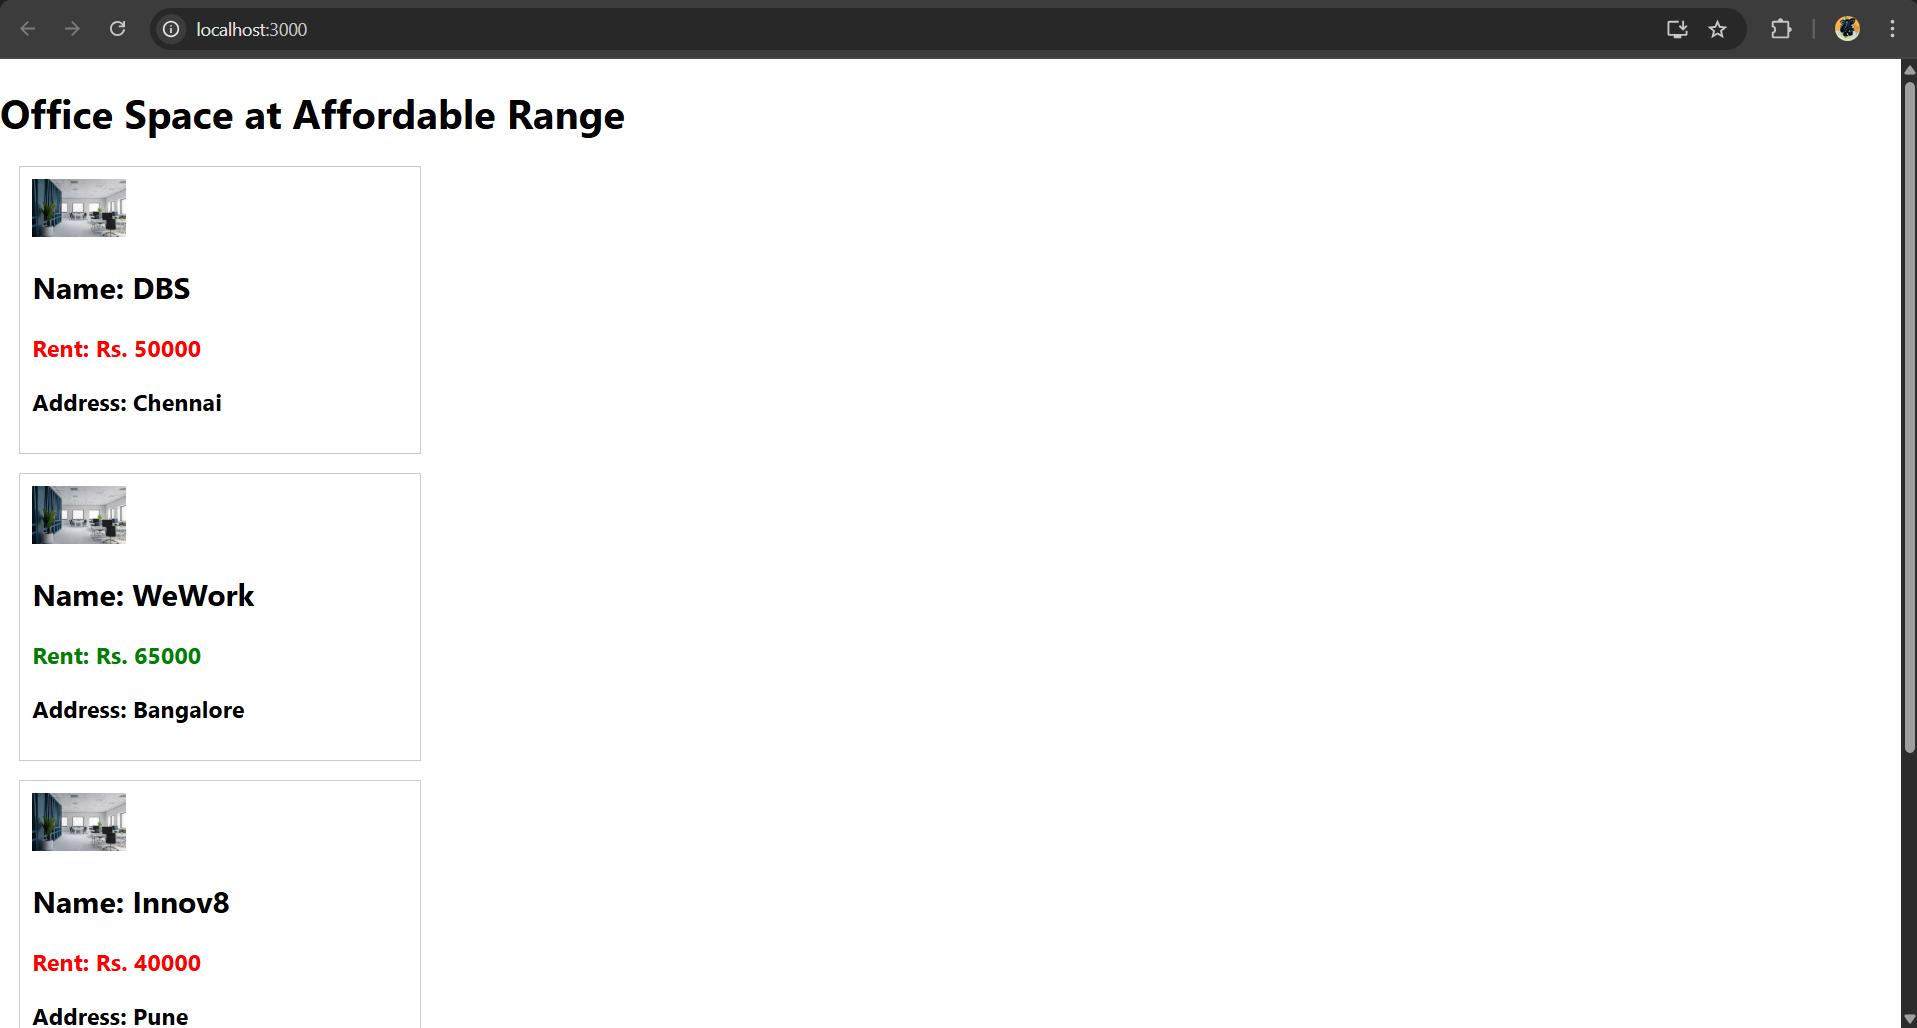 localhost:3000
Office Space at Affordable Range
Name: DBS
Rent: Rs. 50000
Address: Chennai
Name: WeWork
Rent: Rs. 65000
Address: Bangalore
Name: Innov8
Rent: Rs. 40000
Address: Pune